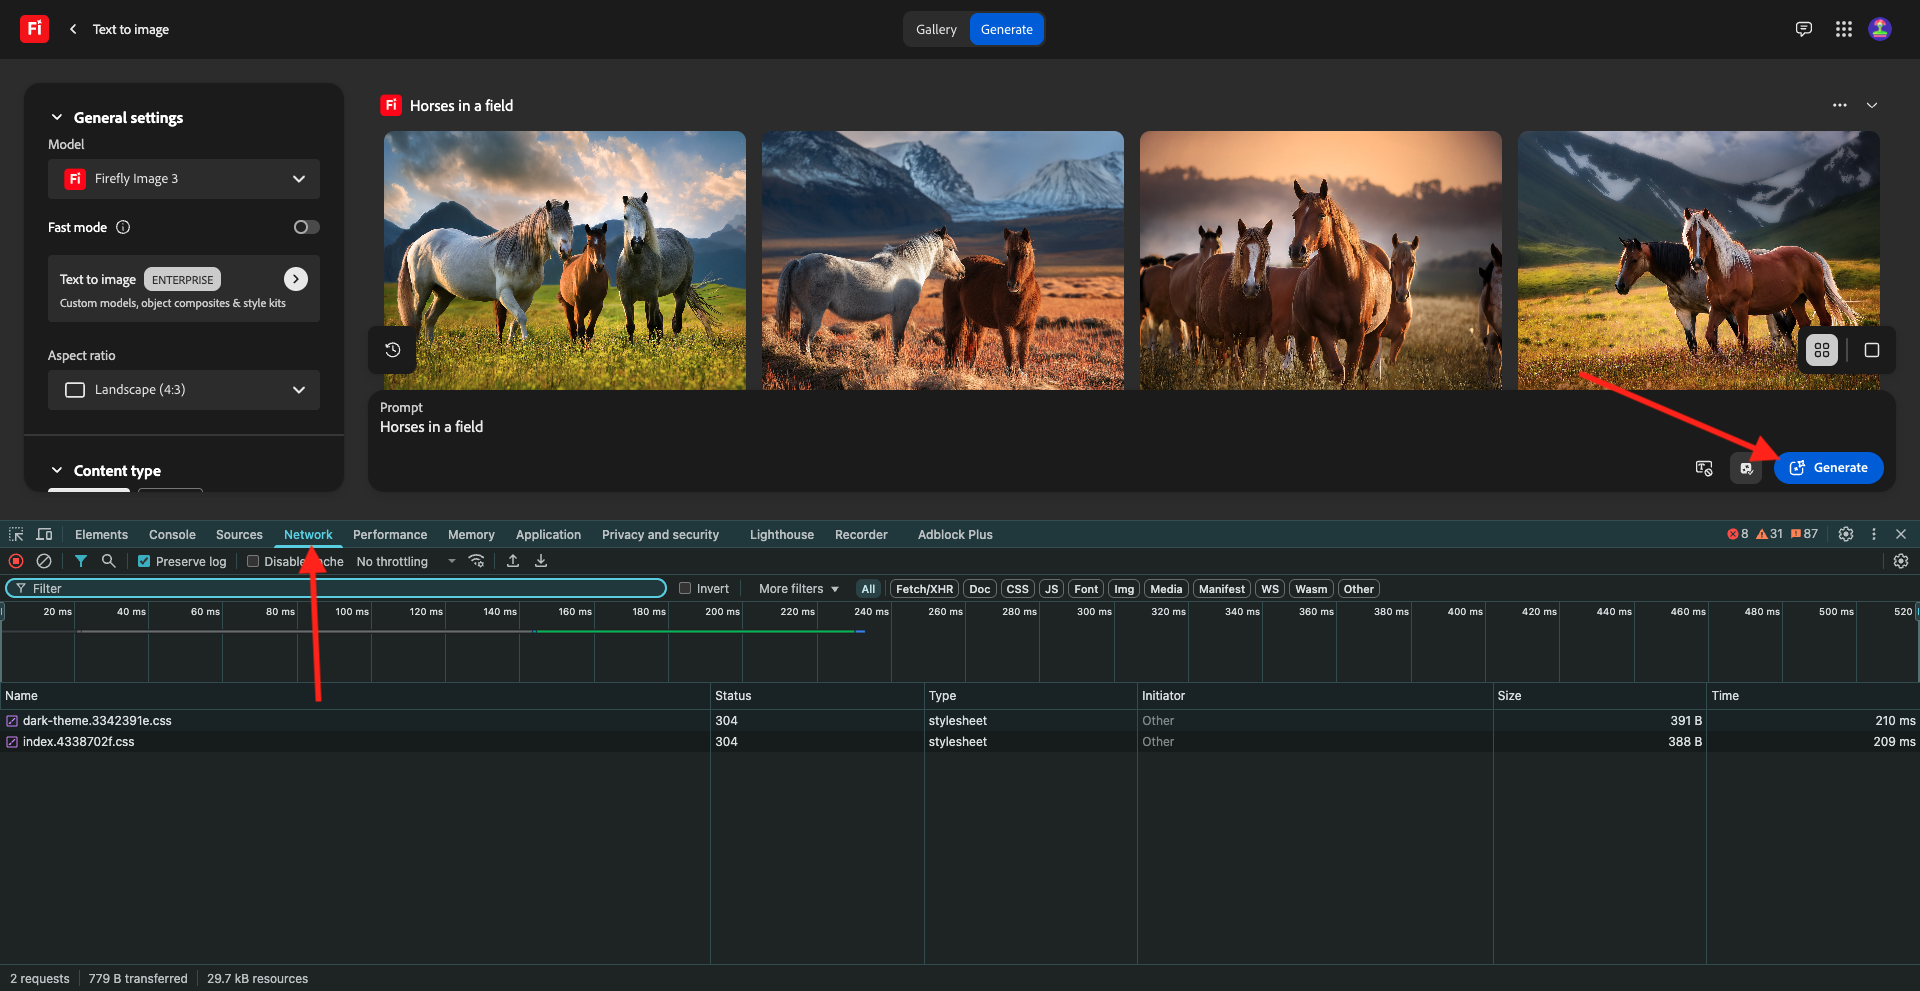 Fi Text to image
Gallery Generate
General settings
Model
Fi Firefly Image 3
Fast mode
Text to image ENTERPRISE
Custom models, object composites & style kits
Aspect ratio
Landscape (4:3)
Content type
Fi Horses in a field
Prompt
Horses in a field
Generate
Elements Console Sources Network Performance Memory Application Privacy and security Lighthouse Recorder Adblock Plus 8 31 87
Preserve log Disable cache No throttling
Filter Invert More filters All Fetch/XHR Doc CSS JS Font Img Media Manifest WS Wasm Other
20 ms 40 ms 60 ms 80 ms 100 ms 120 ms 140 ms 160 ms 180 ms 200 ms 220 ms 240 ms 260 ms 280 ms 300 ms 320 ms 340 ms 360 ms 380 ms 400 ms 420 ms 440 ms 460 ms 480 ms 500 ms 520
Name Status Type Initiator Size Time
dark-theme.3342391e.css 304 stylesheet Other 391 B 210 ms
index.4338702f.css 304 stylesheet Other 388 B 209 ms
2 requests 779 B transferred 29.7 kB resources